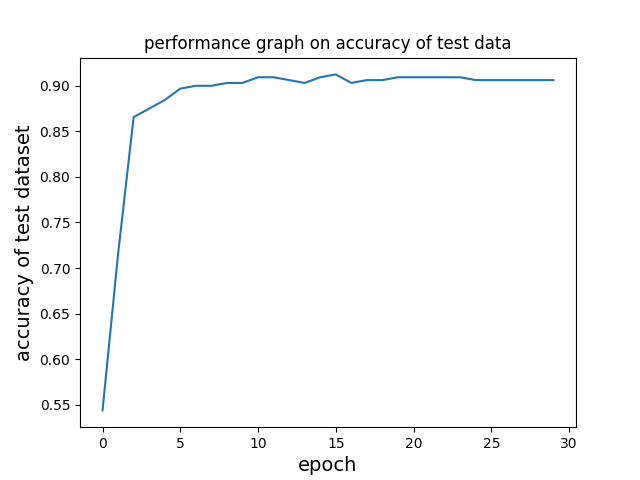 performance graph on accuracy of test data
accuracy of test dataset
0.90
0.85
0.80
0.75
0.70
0.65
0.60
0.55
0 5 10 15 20 25 30
epoch